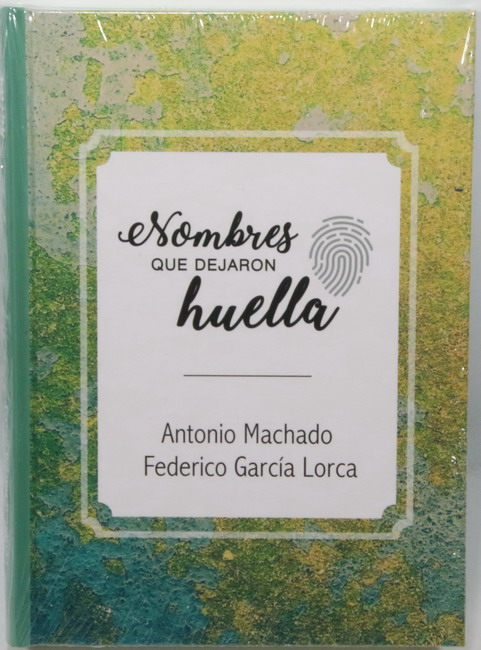 Nombres
QUE DEJARON
huella
Antonio Machado
Federico García Lorca